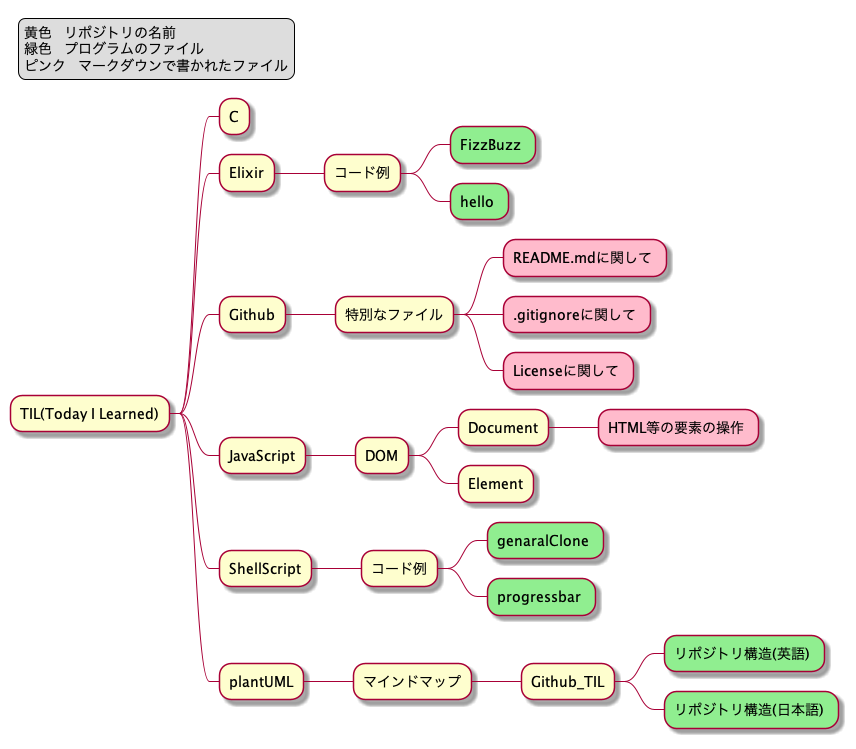 黄色　リポジトリの名前
緑色　プログラムのファイル
ピンク　マークダウンで書かれたファイル
TIL(Today I Learned)
C
Elixir
コード例
FizzBuzz
hello
Github
特別なファイル
README.mdに関して
.gitignoreに関して
Licenseに関して
JavaScript
DOM
Document
HTML等の要素の操作
Element
ShellScript
コード例
genaralClone
progressbar
plantUML
マインドマップ
Github_TIL
リポジトリ構造(英語)
リポジトリ構造(日本語)